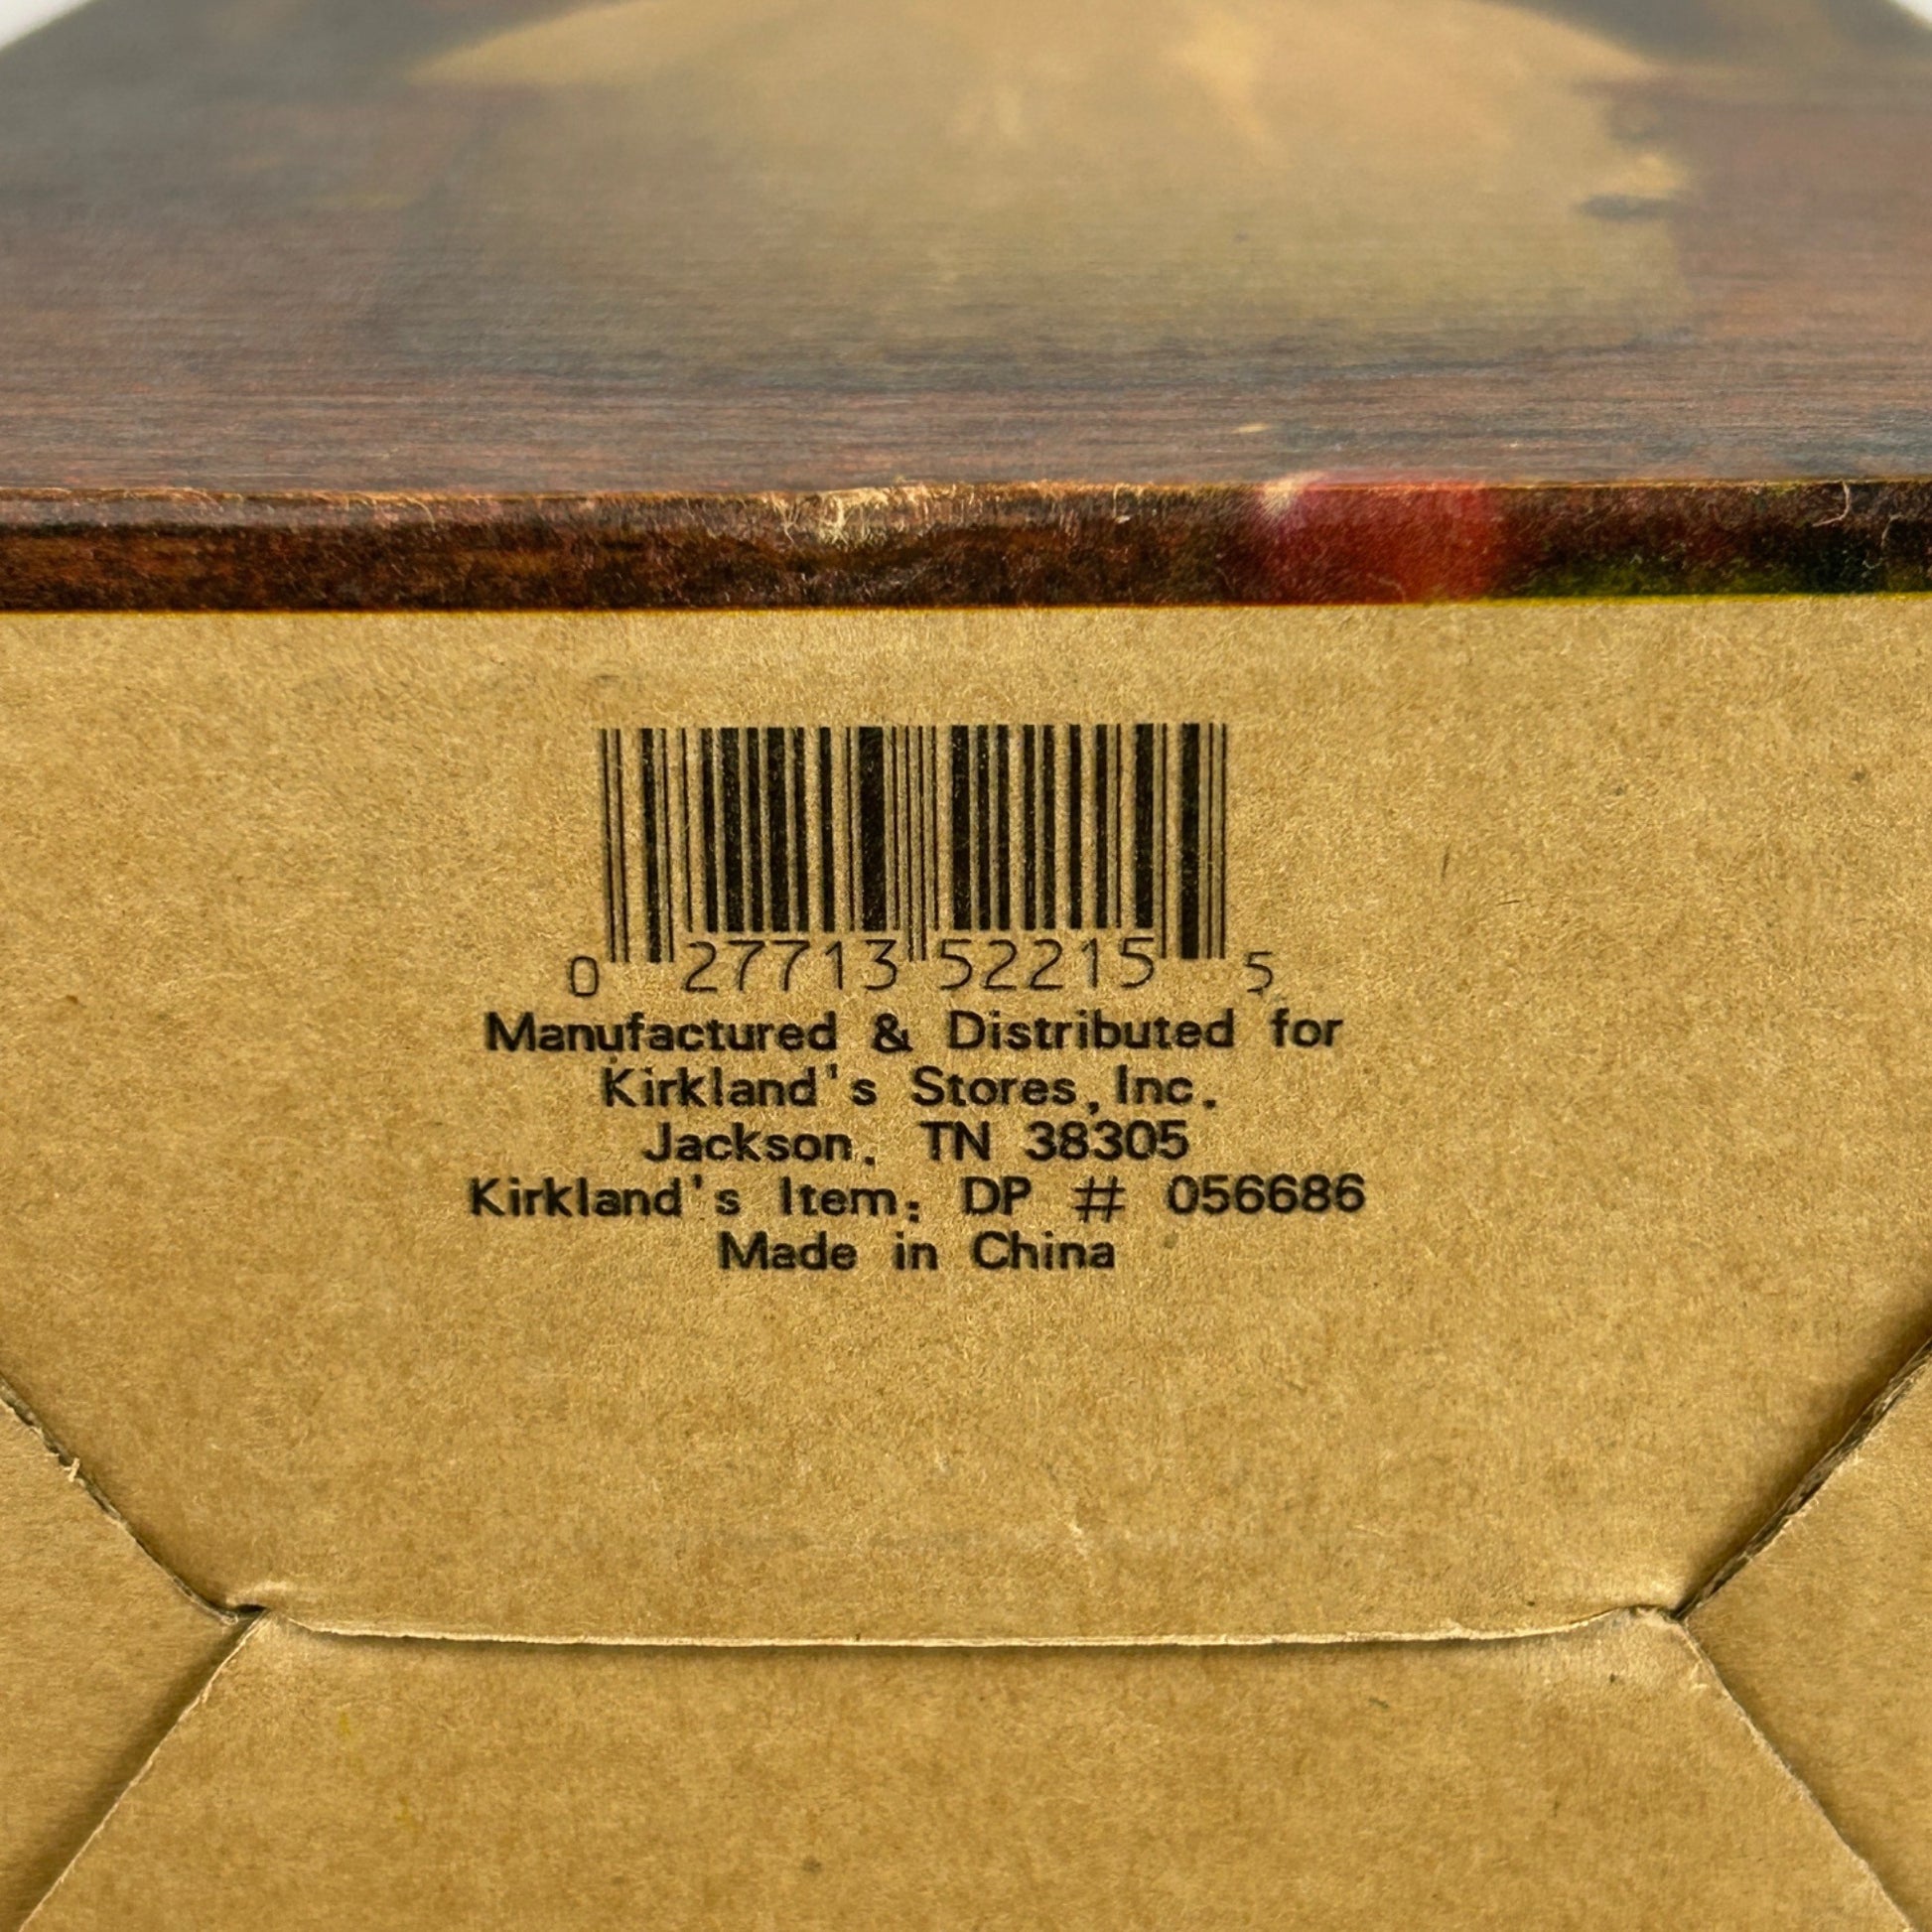 0 27713 52215 5
Manufactured & Distributed for
Kirkland's Stores,Inc.
Jackson, TN 38305
Kirkland's Item: DP # 056686
Made in China